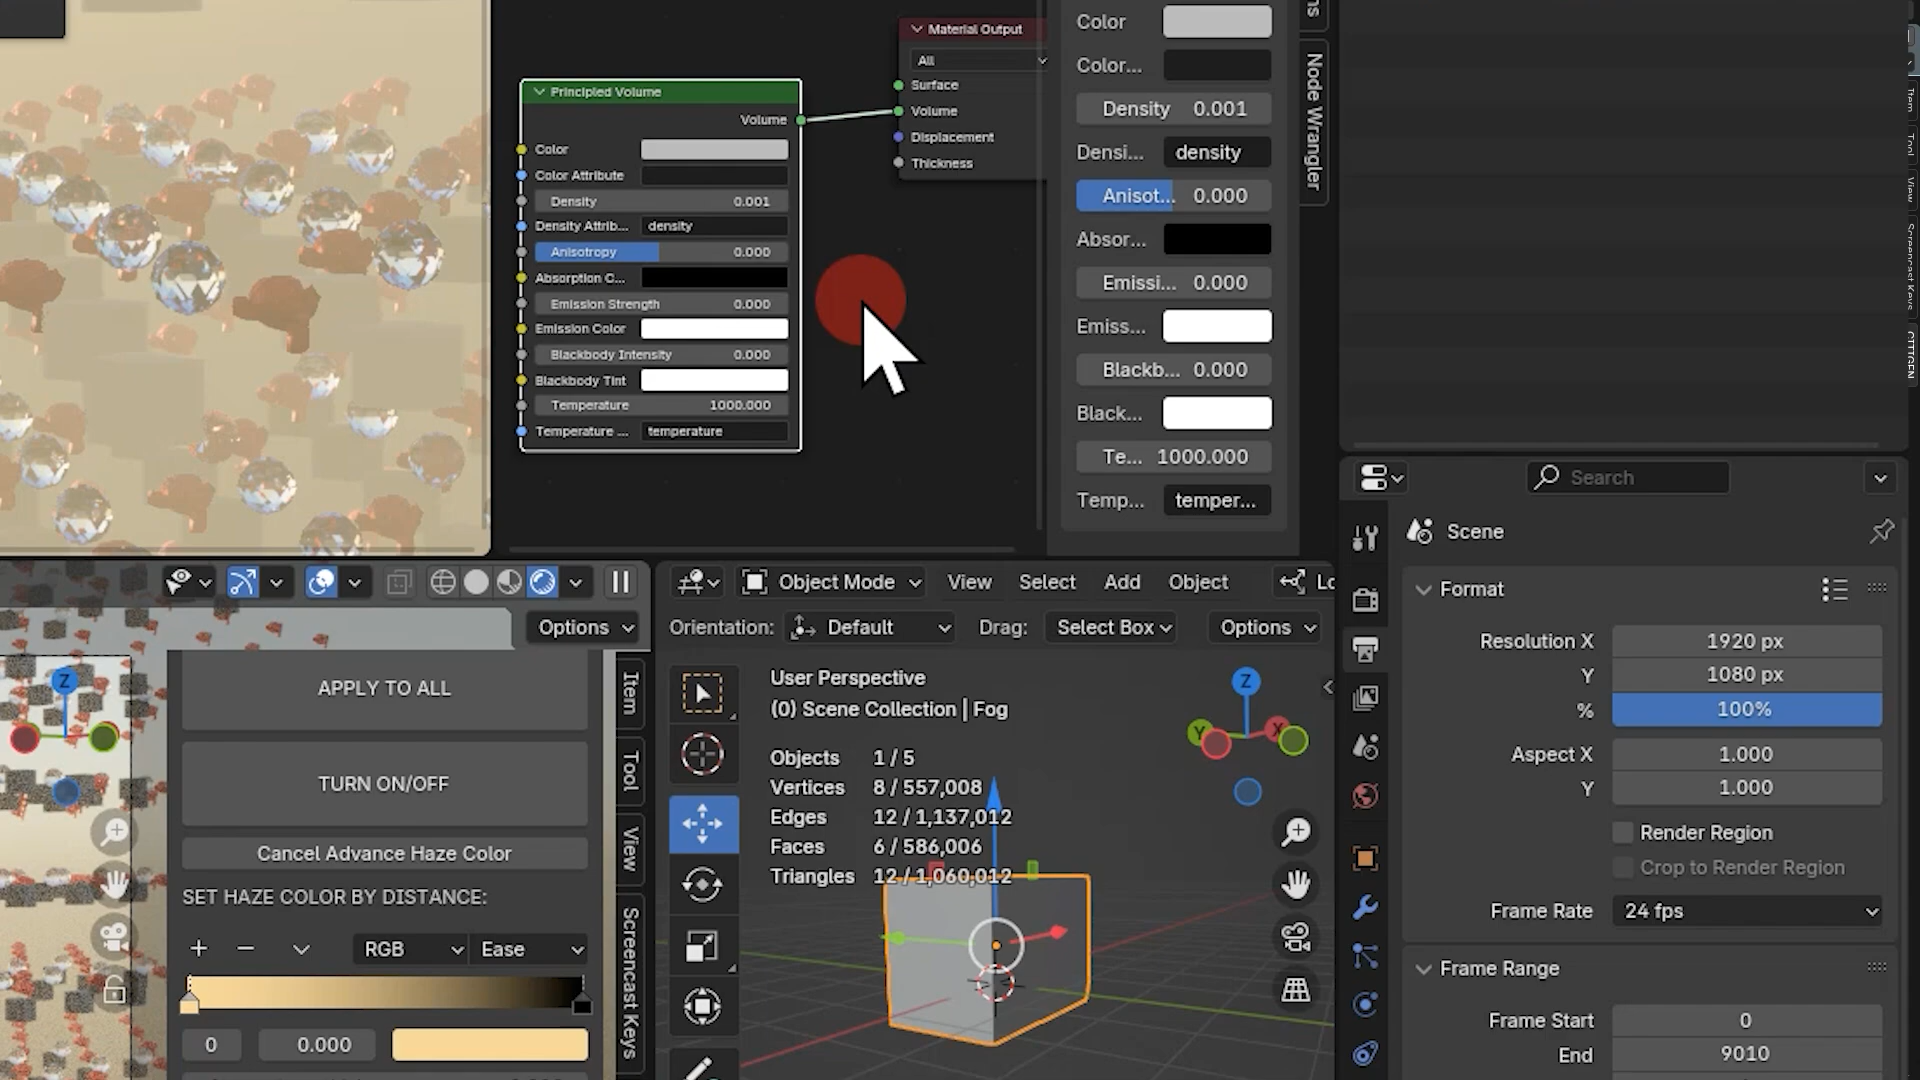 Material Output
All
Surface
Volume
Displacement
Thickness
Principled Volume
Volume
Color
Color Attribute
Density 0.001
Density Attrib... density
Anisotropy 0.000
Absorption C...
Emission Strength 0.000
Emission Color
Blackbody Intensity 0.000
Blackbody Tint
Temperature 1000.000
Temperature ... temperature
Color
Color...
Density 0.001
Densi... density
Anisot... 0.000
Absor...
Emissi... 0.000
Emiss...
Blackb... 0.000
Black...
Te... 1000.000
Temp... temper...
Node Wrangler
Item
Tool
View
Screencast Keys
Options
Z
APPLY TO ALL
TURN ON/OFF
Cancel Advance Haze Color
SET HAZE COLOR BY DISTANCE:
RGB Ease
0 0.000
Item
Tool
View
Screencast Keys
Object Mode View Select Add Object
Orientation: Default Drag: Select Box Options
User Perspective
(0) Scene Collection | Fog
Objects 1 / 5
Vertices 8 / 557,008
Edges 12 / 1,137,012
Faces 6 / 586,006
Triangles 12 / 1,060,012
Z
Y
X
Search
Scene
Format
Resolution X 1920 px
Y 1080 px
% 100%
Aspect X 1.000
Y 1.000
Render Region
Crop to Render Region
Frame Rate 24 fps
Frame Range
Frame Start 0
End 9010